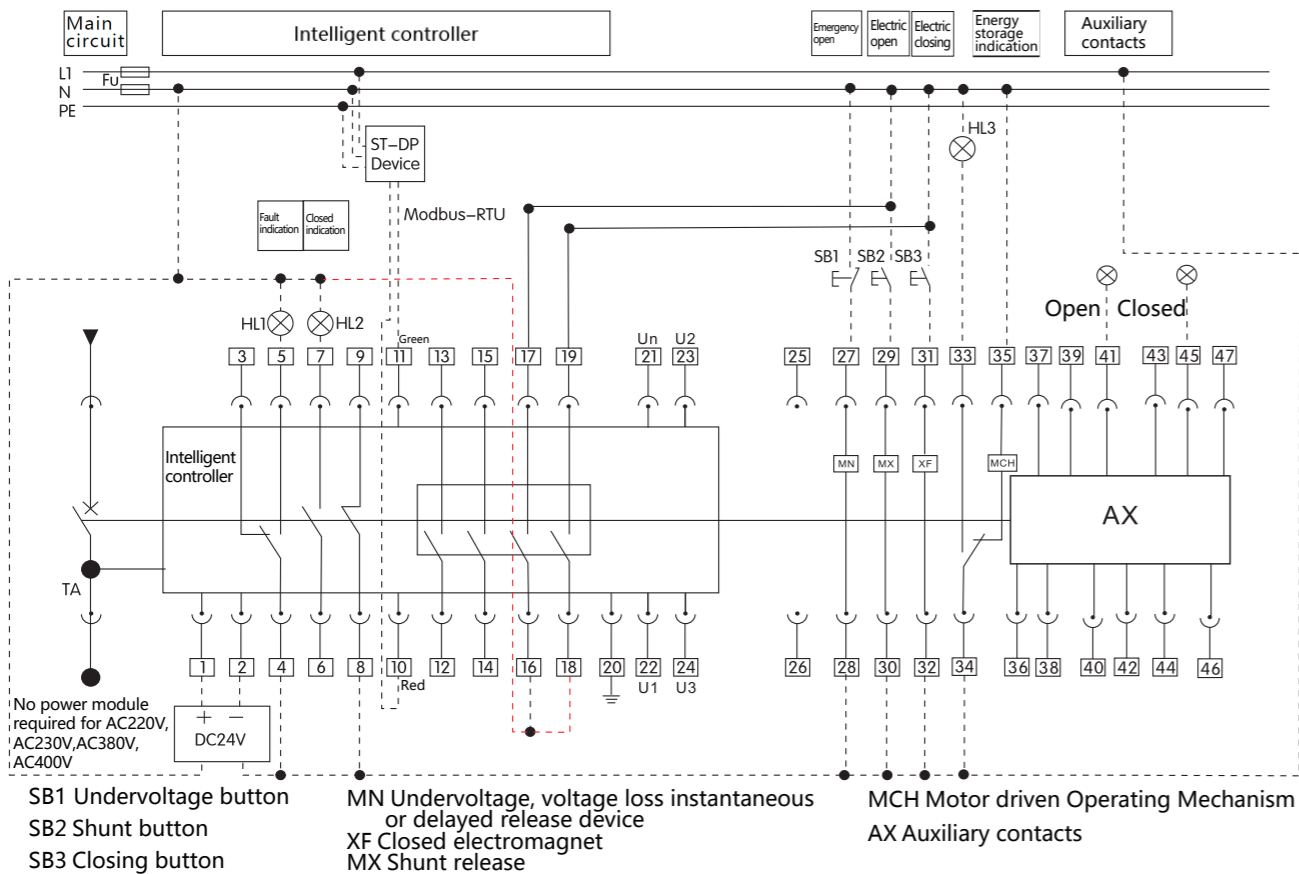 Main
circuit
Intelligent controller
Emergency
open
Electric
open
Electric
closing
Energy
storage
indication
Auxiliary
contacts
L1
Fu
N
PE
HL3
ST-DP
Device
Modbus-RTU
Fault
indication
Closed
indication
SB1 SB2 SB3
Open Closed
HL1 HL2
Green
Un U2
3 5 7 9 11 13 15 17 19 21 23 25 27 29 31 33 35 37 39 41 43 45 47
Intelligent
controller
MN MX XF MCH
AX
TA
1 2 4 6 8 10 12 14 16 18 20 22 24 26 28 30 32 34 36 38 40 42 44 46
Red
U1 U3
No power module
required for AC220V,
AC230V,AC380V,
AC400V
+ −
DC24V
SB1 Undervoltage button
SB2 Shunt button
SB3 Closing button
MN Undervoltage, voltage loss instantaneous
or delayed release device
XF Closed electromagnet
MX Shunt release
MCH Motor driven Operating Mechanism
AX Auxiliary contacts